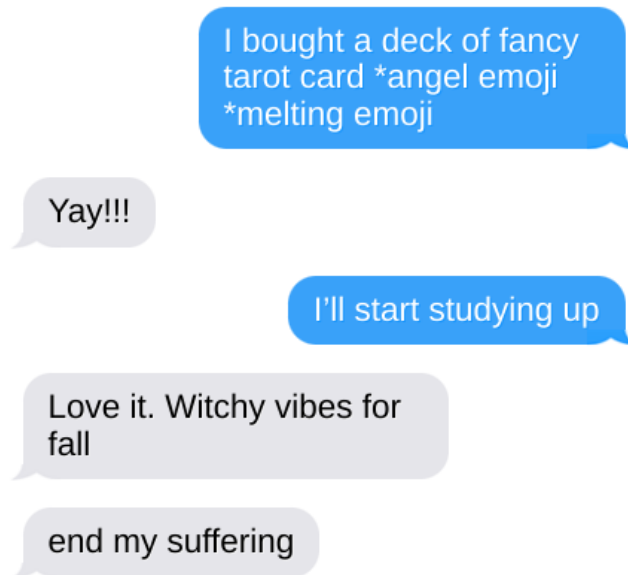 I bought a deck of fancy
tarot card *angel emoji
*melting emoji
Yay!!!
I’ll start studying up
Love it. Witchy vibes for
fall
end my suffering